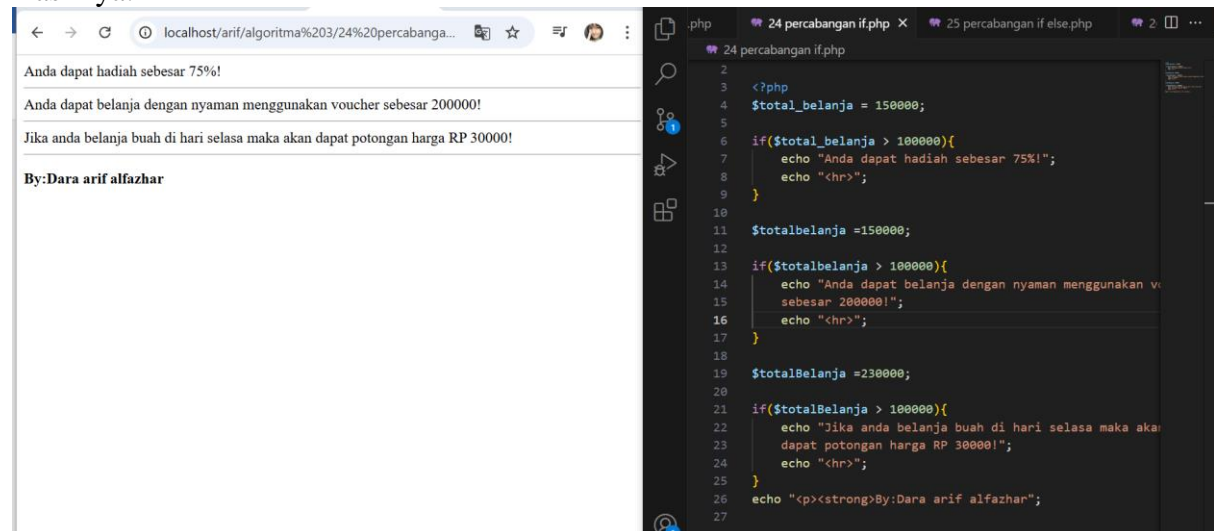 localhost/arif/algoritma%203/24%20percabanga...
Anda dapat hadiah sebesar 75%!
Anda dapat belanja dengan nyaman menggunakan voucher sebesar 200000!
Jika anda belanja buah di hari selasa maka akan dapat potongan harga RP 30000!
By:Dara arif alfazhar
.php 24 percabangan if.php 25 percabangan if else.php 2
24 percabangan if.php
2
3 <?php
4 $total_belanja = 150000;
5
6 if($total_belanja > 100000){
7 echo "Anda dapat hadiah sebesar 75%!";
8 echo "<hr>";
9 }
10
11 $totalbelanja =150000;
12
13 if($totalbelanja > 100000){
14 echo "Anda dapat belanja dengan nyaman menggunakan vo
15 sebesar 200000!";
16 echo "<hr>";
17 }
18
19 $totalBelanja =230000;
20
21 if($totalBelanja > 100000){
22 echo "Jika anda belanja buah di hari selasa maka akan
23 dapat potongan harga RP 30000!";
24 echo "<hr>";
25 }
26 echo "<p><strong>By:Dara arif alfazhar";
27
1